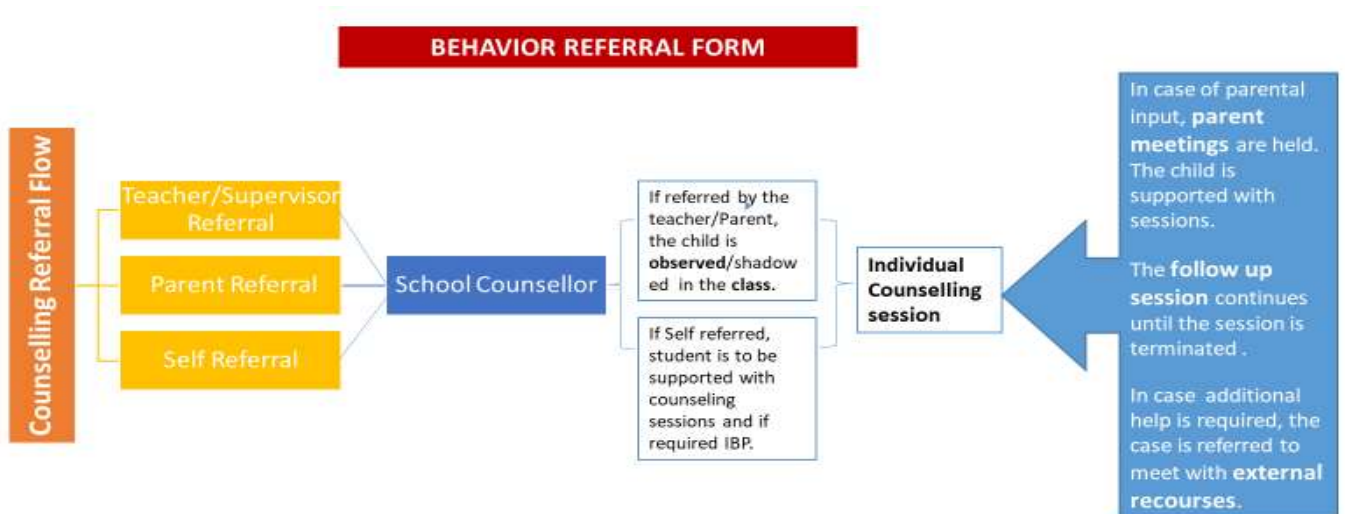 BEHAVIOR REFERRAL FORM
Counselling Referral Flow
Teacher/Supervisor
Referral
Parent Referral
Self Referral
School Counsellor
If referred by the
teacher/Parent,
the child is
observed/shadow
ed in the class.
If Self referred,
student is to be
supported with
counseling
sessions and if
required IBP.
Individual
Counselling
session
In case of parental
input, parent
meetings are held.
The child is
supported with
sessions.
The follow up
session continues
until the session is
terminated .
In case additional
help is required, the
case is referred to
meet with external
recourses.